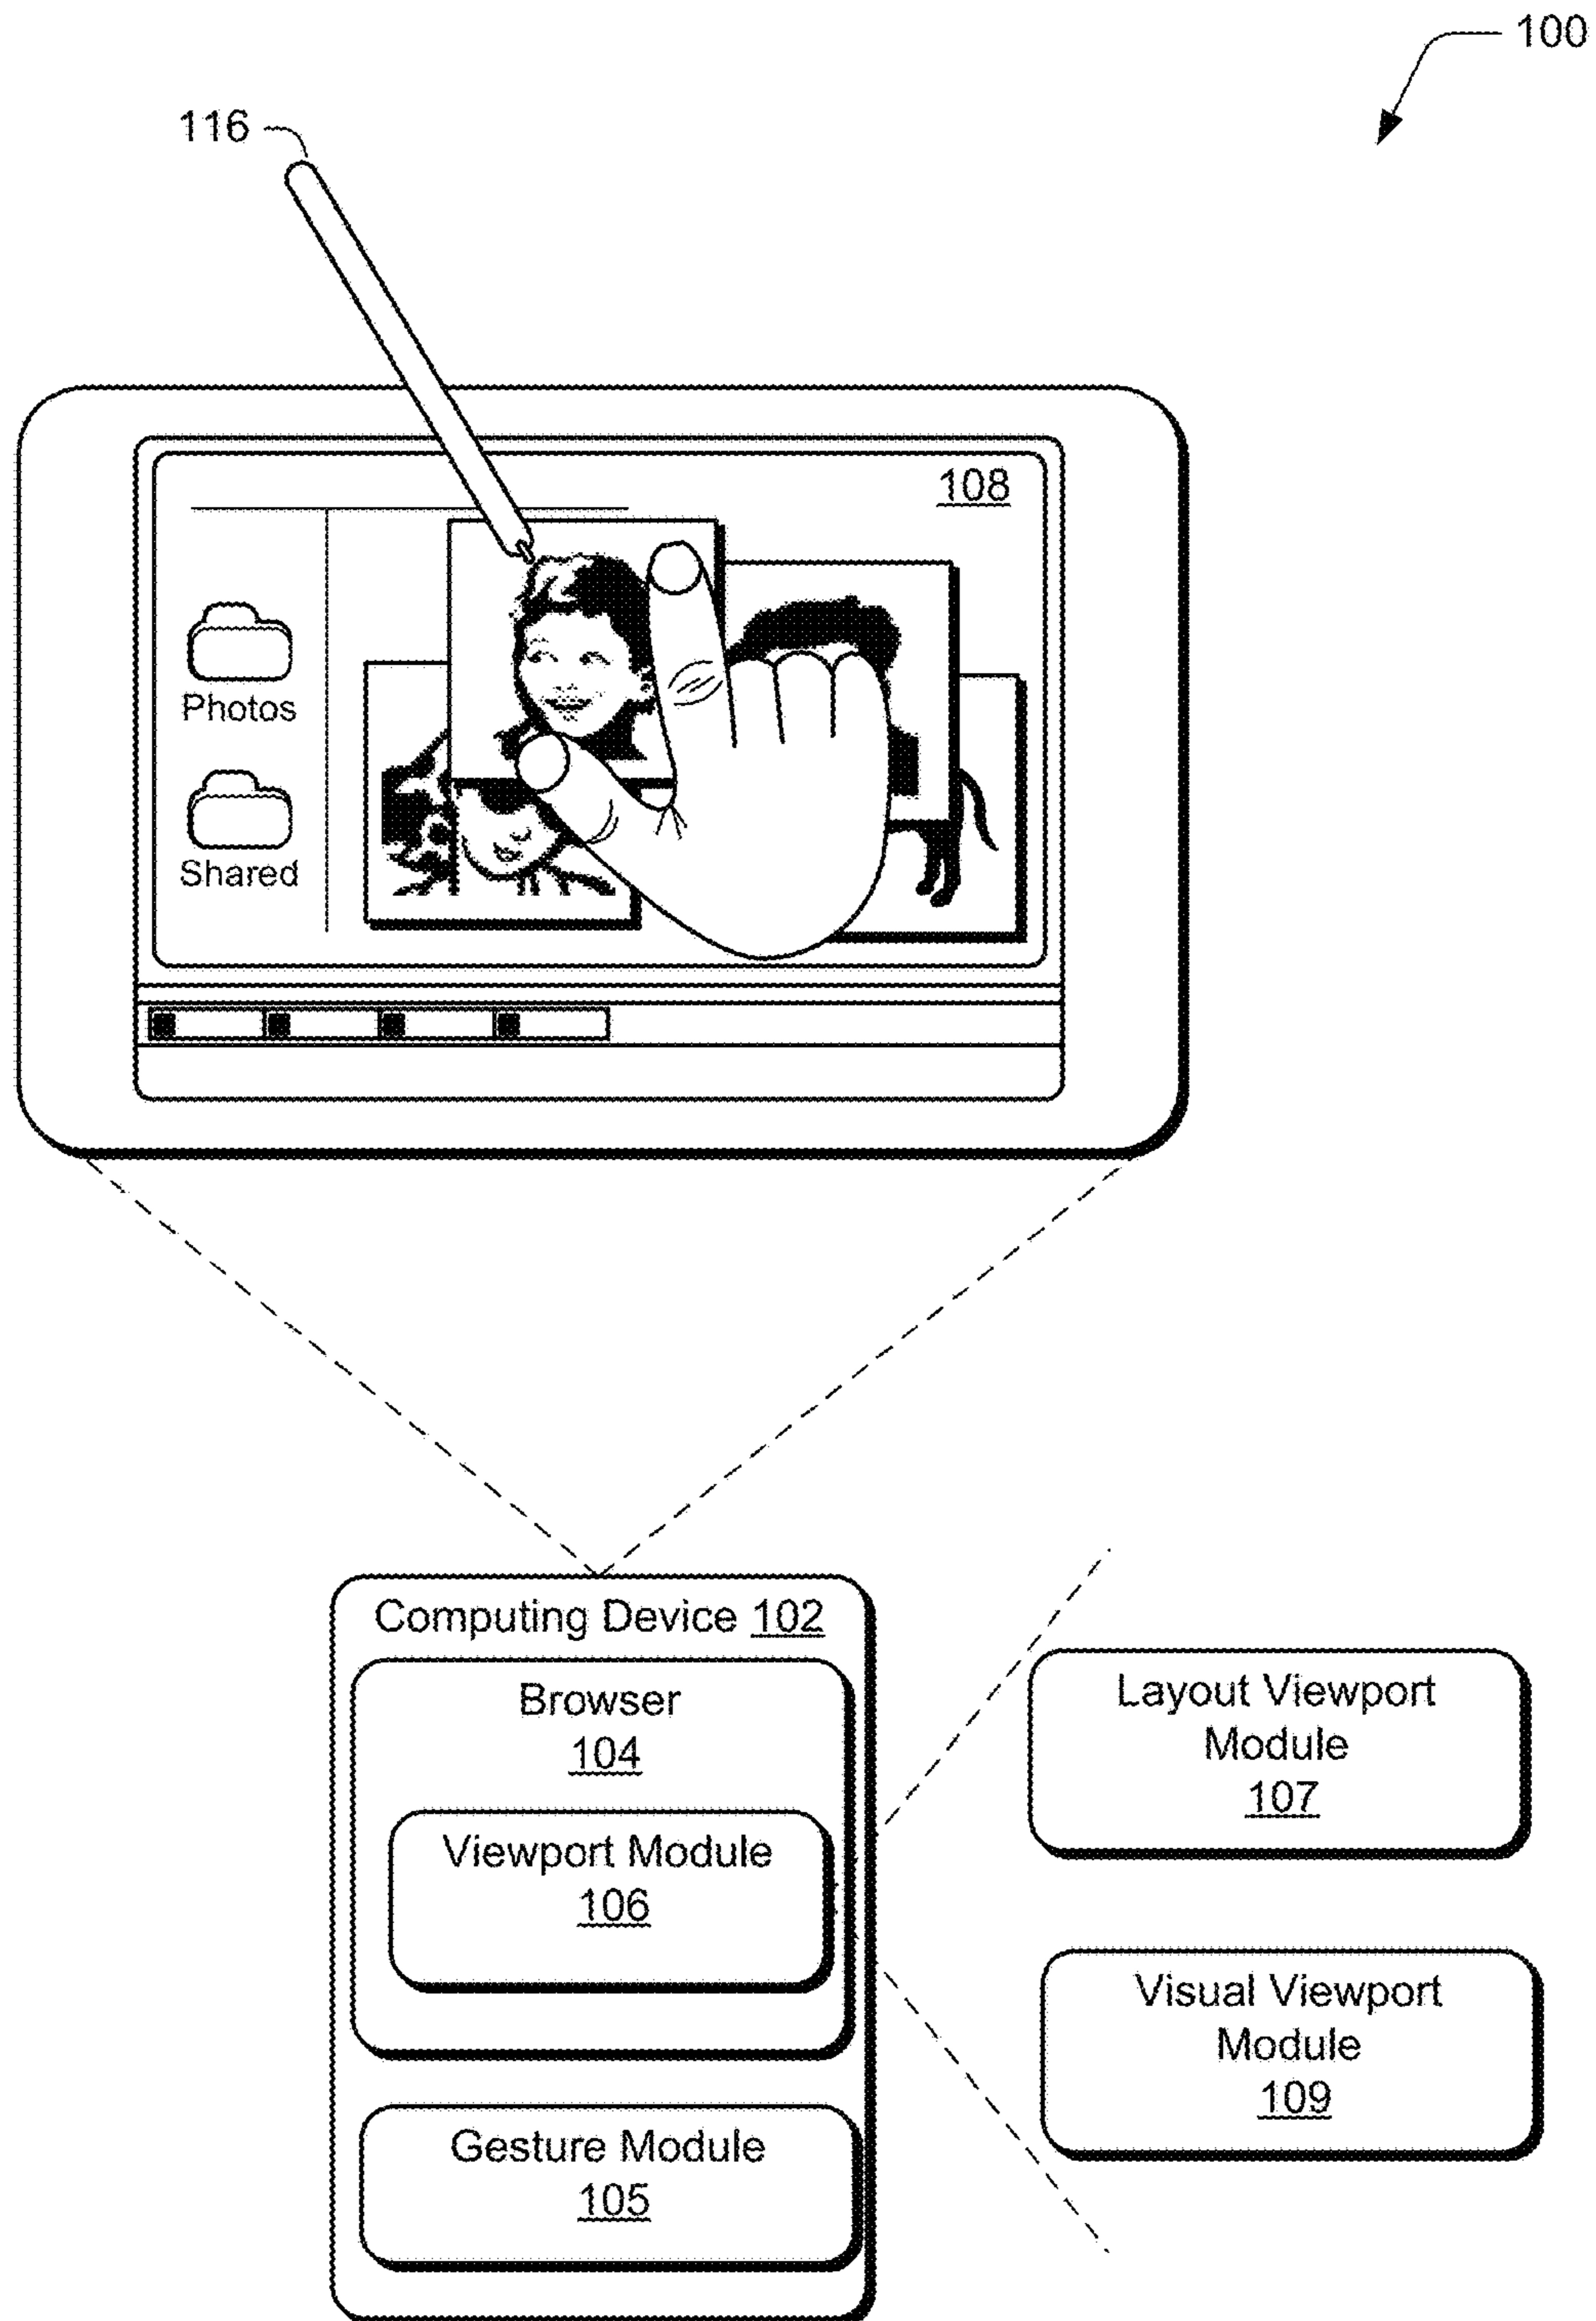 100
116
108
Photos
Shared
Computing Device 102
Browser
104
Viewport Module
106
Gesture Module
105
Layout Viewport
Module
107
Visual Viewport
Module
109